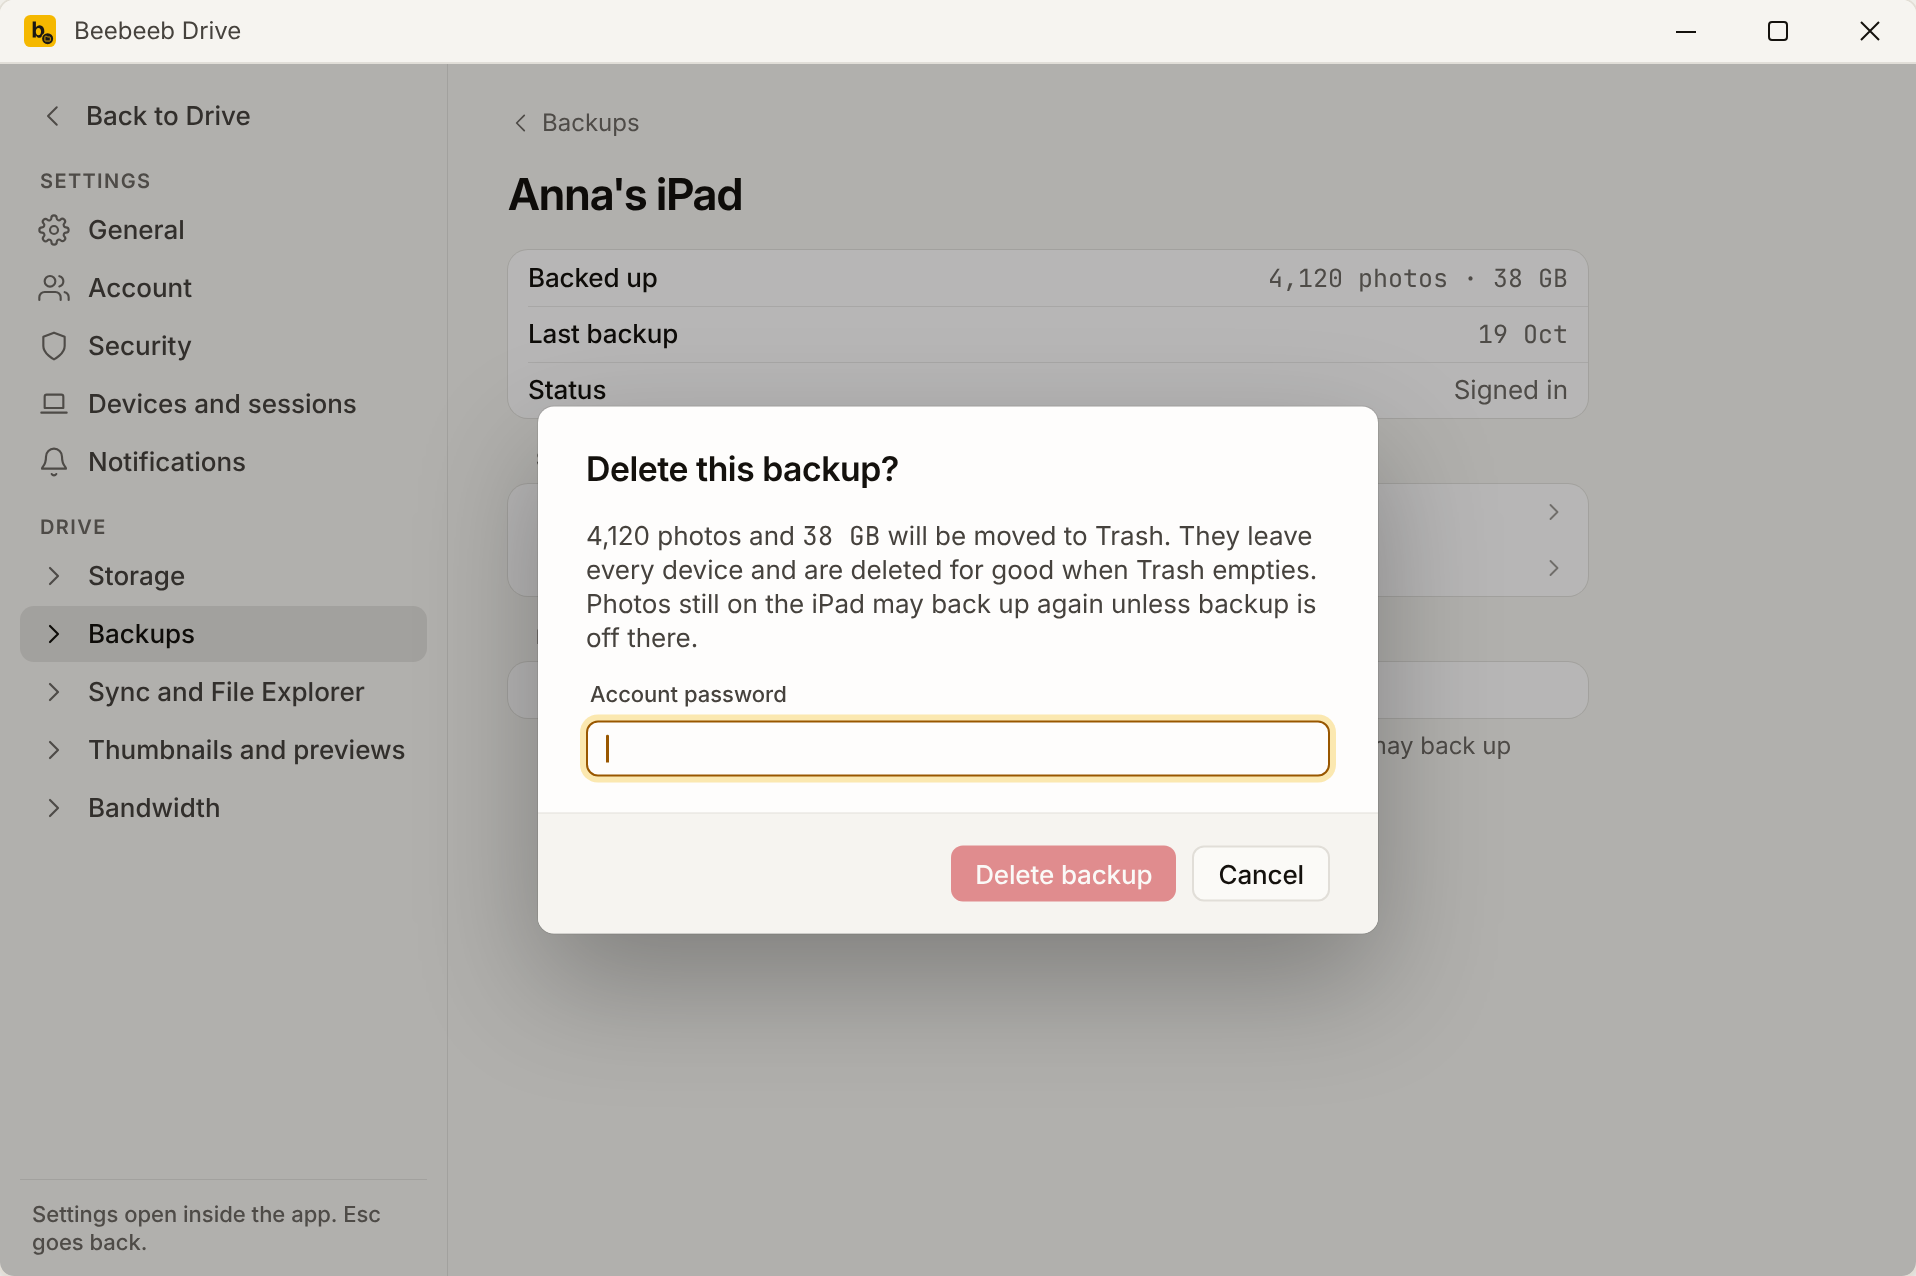 Beebeeb Drive
Back to Drive
SETTINGS
General
Account
Security
Devices and sessions
Notifications
DRIVE
Storage
Backups
Sync and File Explorer
Thumbnails and previews
Bandwidth
Settings open inside the app. Esc
goes back.
Backups
Anna's iPad
Backed up 4,120 photos · 38 GB
Last backup 19 Oct
Status Signed in
Delete this backup?
4,120 photos and 38 GB will be moved to Trash. They leave
every device and are deleted for good when Trash empties.
Photos still on the iPad may back up again unless backup is
off there.
Account password
Delete backup
Cancel
back up